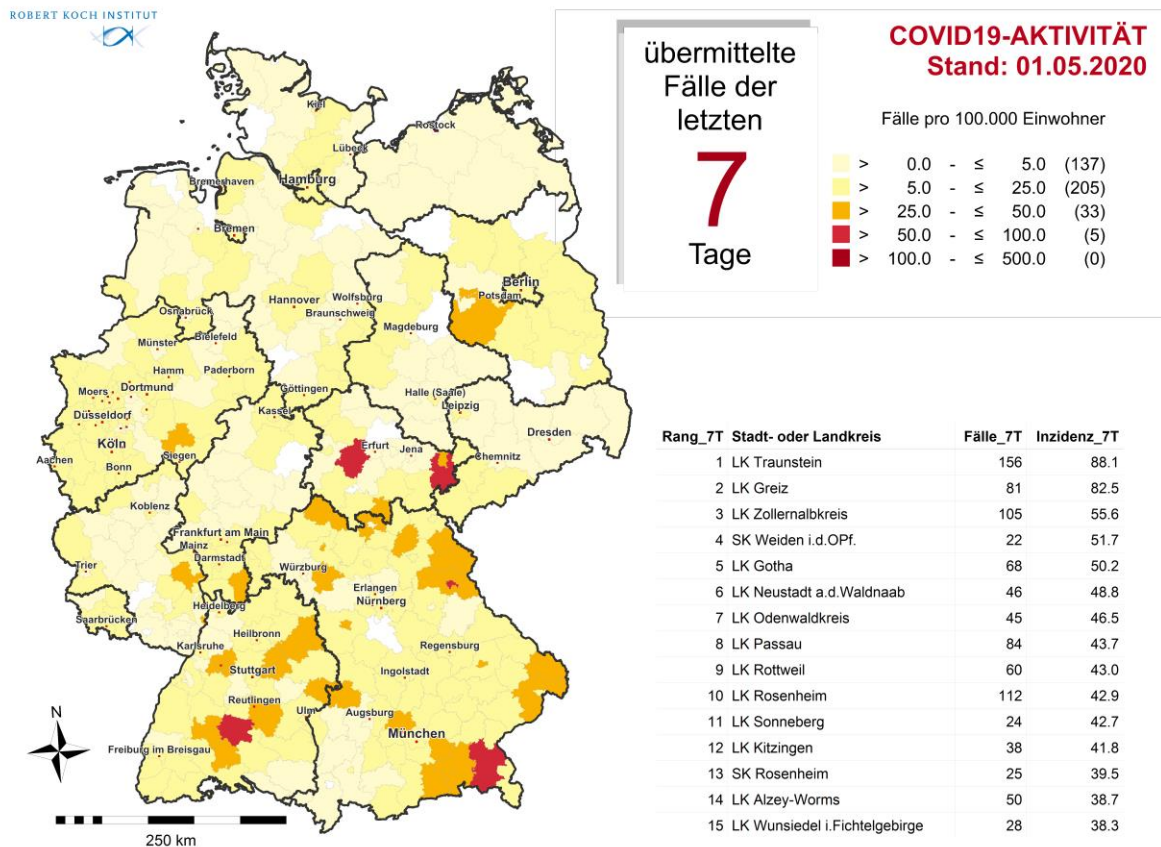 ROBERT KOCH INSTITUT
übermittelte
Fälle der
letzten
7
Tage
COVID19-AKTIVITÄT
Stand: 01.05.2020
Fälle pro 100.000 Einwohner
> 0.0 - ≤ 5.0 (137)
> 5.0 - ≤ 25.0 (205)
> 25.0 - ≤ 50.0 (33)
> 50.0 - ≤ 100.0 (5)
> 100.0 - ≤ 500.0 (0)
Kiel
Rostock
Lübeck
Hamburg
Bremerhaven
Bremen
Berlin
Potsdam
Hannover
Wolfsburg
Braunschweig
Osnabrück
Magdeburg
Bielefeld
Münster
Hamm
Paderborn
Moers
Dortmund
Göttingen
Halle (Saale)
Leipzig
Düsseldorf
Kassel
Dresden
Köln
Siegen
Erfurt
Jena
Chemnitz
Aachen
Bonn
Koblenz
Frankfurt am Main
Mainz
Darmstadt
Trier
Würzburg
Erlangen
Nürnberg
Heidelberg
Saarbrücken
Heilbronn
Karlsruhe
Regensburg
Stuttgart
Ingolstadt
Reutlingen
Ulm
Augsburg
München
Freiburg im Breisgau
N
250 km
Rang_7T Stadt- oder Landkreis Fälle_7T Inzidenz_7T
1 LK Traunstein 156 88.1
2 LK Greiz 81 82.5
3 LK Zollernalbkreis 105 55.6
4 SK Weiden i.d.OPf. 22 51.7
5 LK Gotha 68 50.2
6 LK Neustadt a.d.Waldnaab 46 48.8
7 LK Odenwaldkreis 45 46.5
8 LK Passau 84 43.7
9 LK Rottweil 60 43.0
10 LK Rosenheim 112 42.9
11 LK Sonneberg 24 42.7
12 LK Kitzingen 38 41.8
13 SK Rosenheim 25 39.5
14 LK Alzey-Worms 50 38.7
15 LK Wunsiedel i.Fichtelgebirge 28 38.3